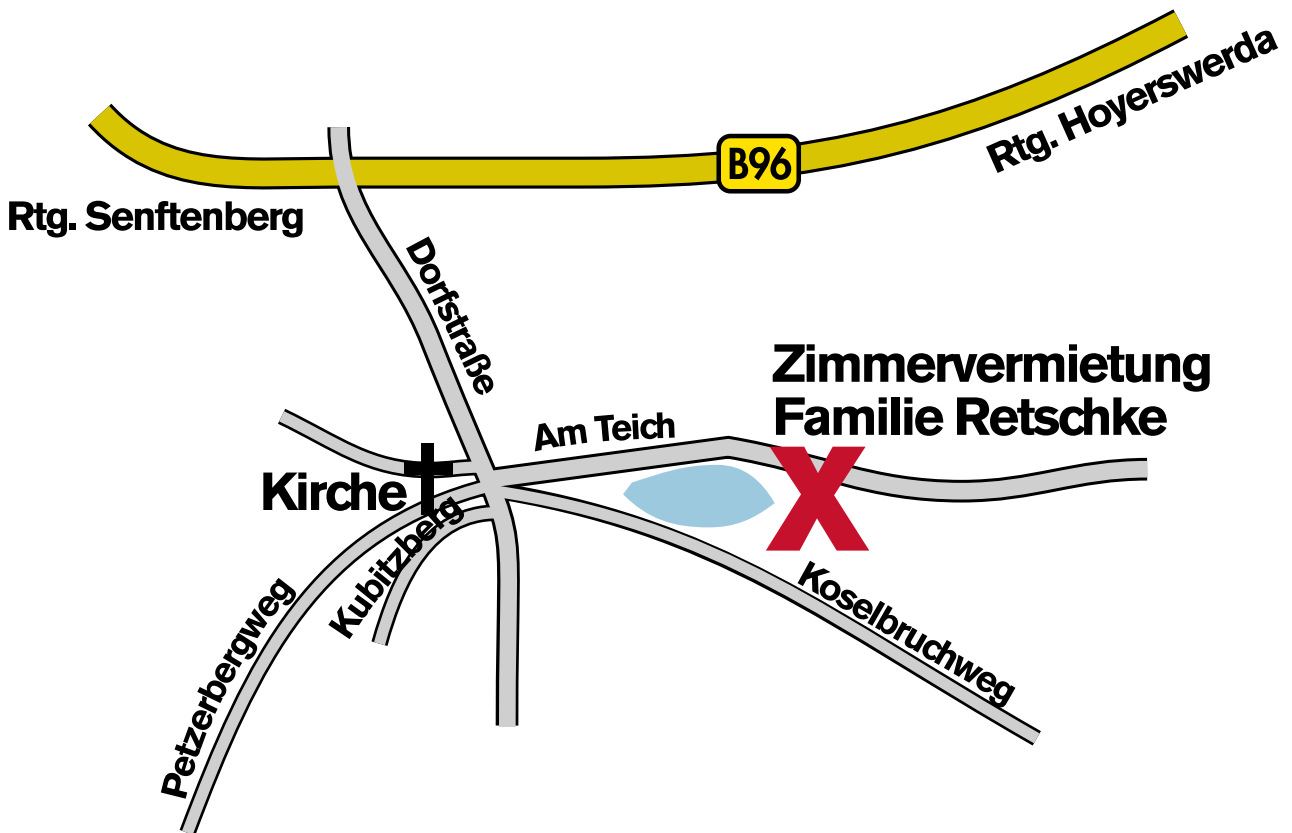 B96
Rtg. Hoyerswerda
Rtg. Senftenberg
Dorfstraße
Zimmervermietung
Familie Retschke
Am Teich
Kirche
Kubitzberg
Koselbruchweg
Petzerbergweg